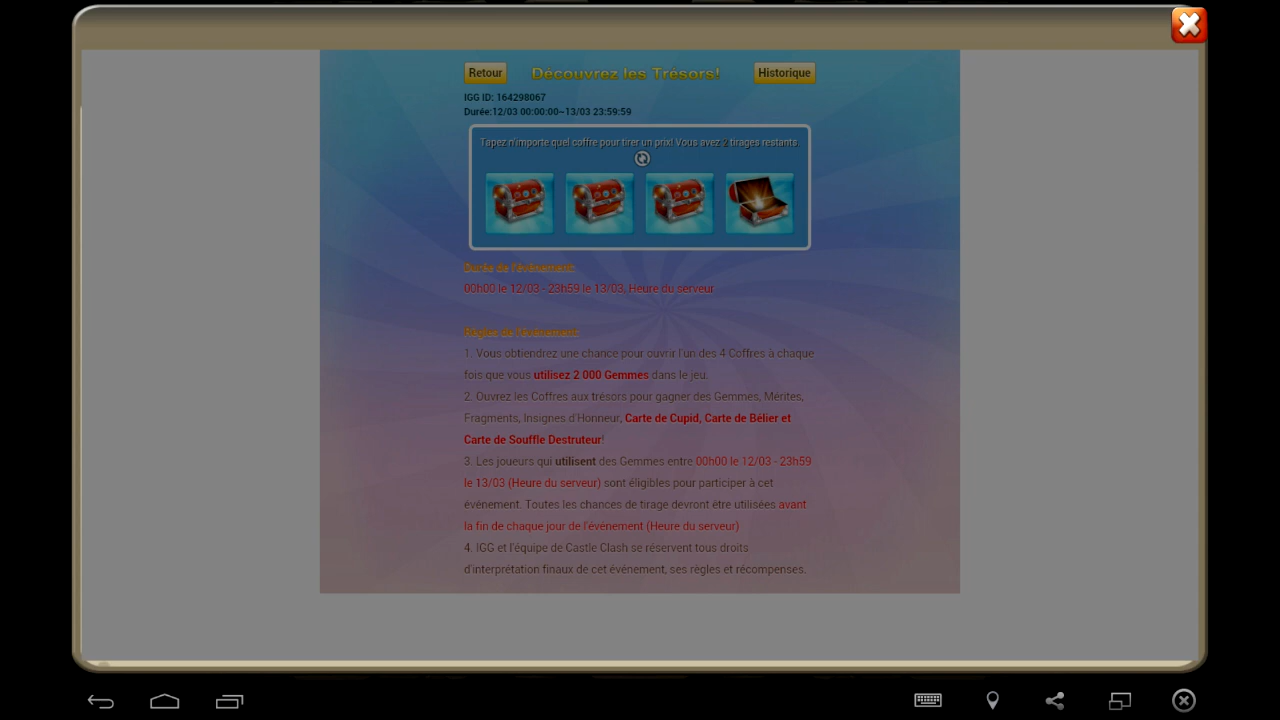 Retour
Découvrez les Trésors!
Historique
IGG ID: 164298067
Durée:12/03 00:00:00~13/03 23:59:59
Tapez n'importe quel coffre pour tirer un prix! Vous avez 2 tirages restants.
Durée de l'événement:
00h00 le 12/03 - 23h59 le 13/03, Heure du serveur
Règles de l'événement:
1. Vous obtiendrez une chance pour ouvrir l'un des 4 Coffres à chaque
fois que vous utilisez 2 000 Gemmes dans le jeu.
2. Ouvrez les Coffres aux trésors pour gagner des Gemmes, Mérites,
Fragments, Insignes d'Honneur, Carte de Cupid, Carte de Bélier et
Carte de Souffle Destruteur!
3. Les joueurs qui utilisent des Gemmes entre 00h00 le 12/03 - 23h59
le 13/03 (Heure du serveur) sont éligibles pour participer à cet
événement. Toutes les chances de tirage devront être utilisées avant
la fin de chaque jour de l'événement (Heure du serveur)
4. IGG et l'équipe de Castle Clash se réservent tous droits
d'interprétation finaux de cet événement, ses règles et récompenses.